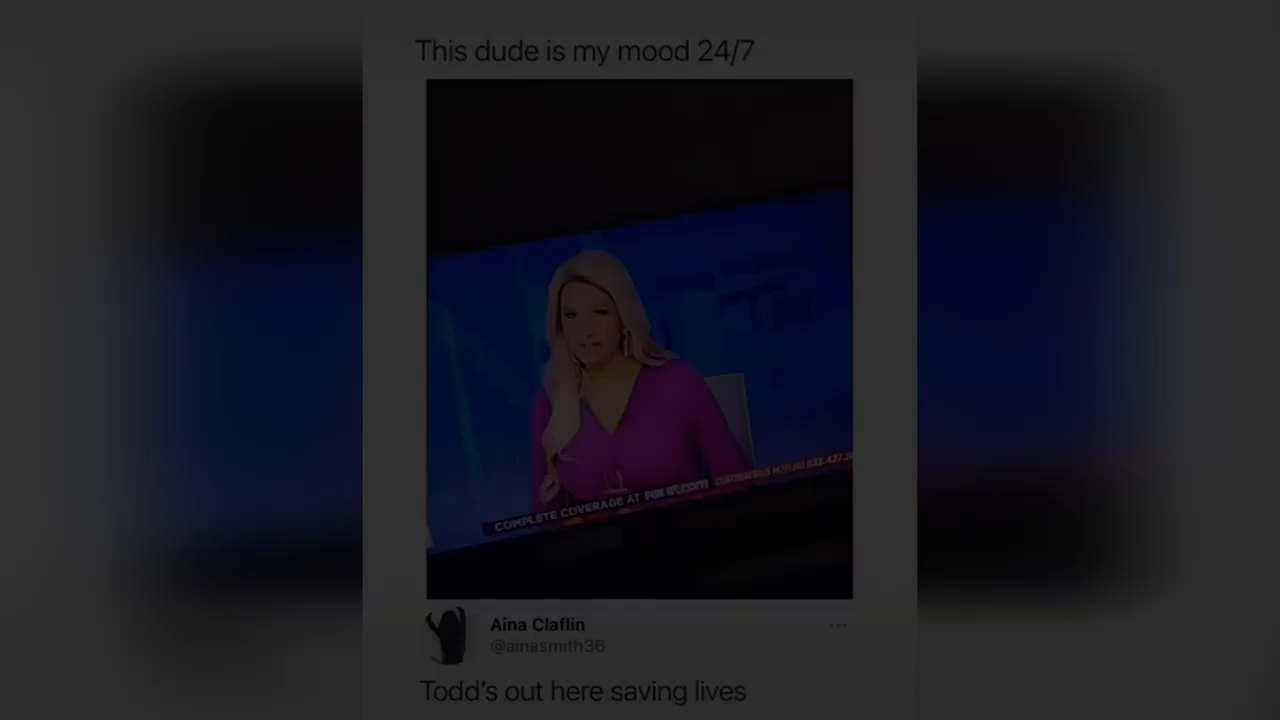 This dude is my mood 24/7
COMPLETE COVERAGE AT
Aina Claflin
@ainasmith36
Todd's out here saving lives